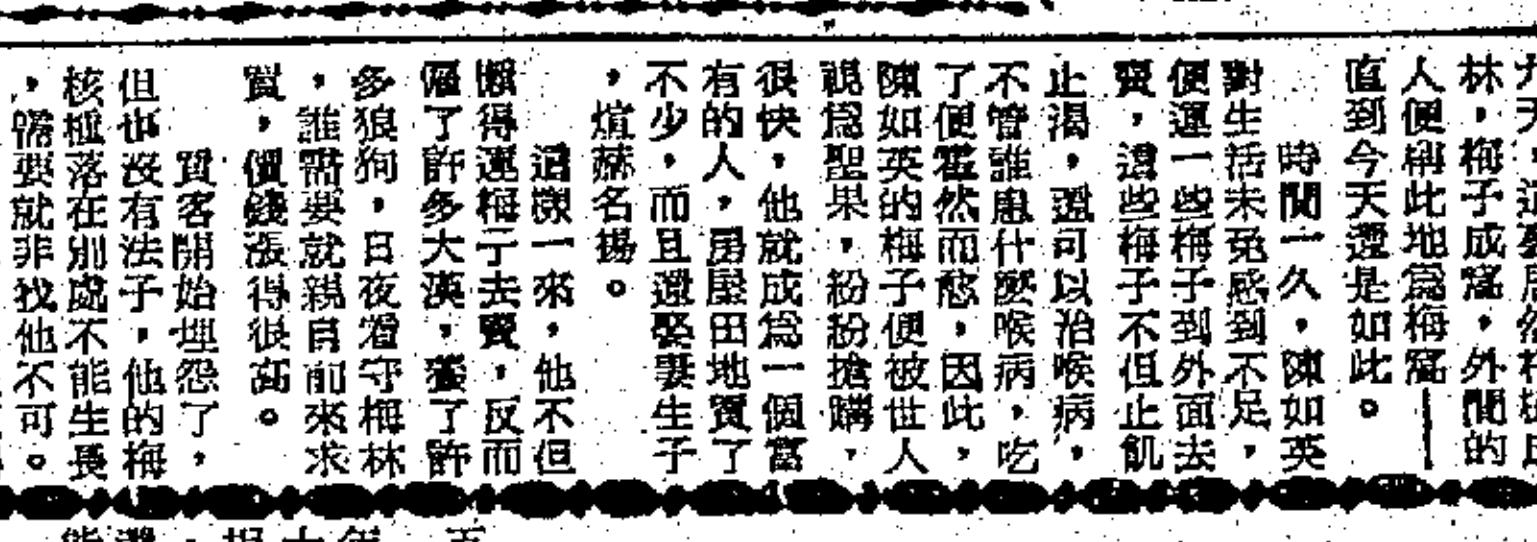 林，梅子成窩，外間的
人便稱此地為梅窩——
直到今天還是如此。
時間一久，陳如英
對生活未免感到不足，
便運一些梅子到外面去
賣，這些梅子不但止飢
止渴，還可以治喉病，
不管誰患什麼喉病，吃
了便霍然而愈，因此，
陳如英的梅子便被世人
視為聖果，紛紛搶購，
很快，他就成為一個富
有的人，房屋田地買了
不少，而且還娶妻生子
，煊赫名揚。
這麼一來，他不但
懶得運梅子去賣，反而
僱了許多大漢，養了許
多狼狗，日夜看守梅林
，誰需要就親自前來求
買，價錢漲得很高。
買客開始埋怨了，
但也沒有法子，他的梅
核種落在別處不能生長
，需要就非找他不可。